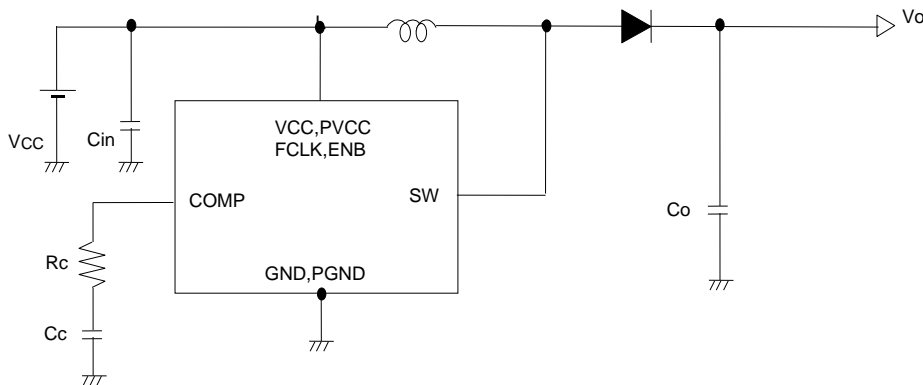 Vo
VCC
Cin
VCC,PVCC
FCLK,ENB
COMP
SW
Co
Rc
GND,PGND
Cc